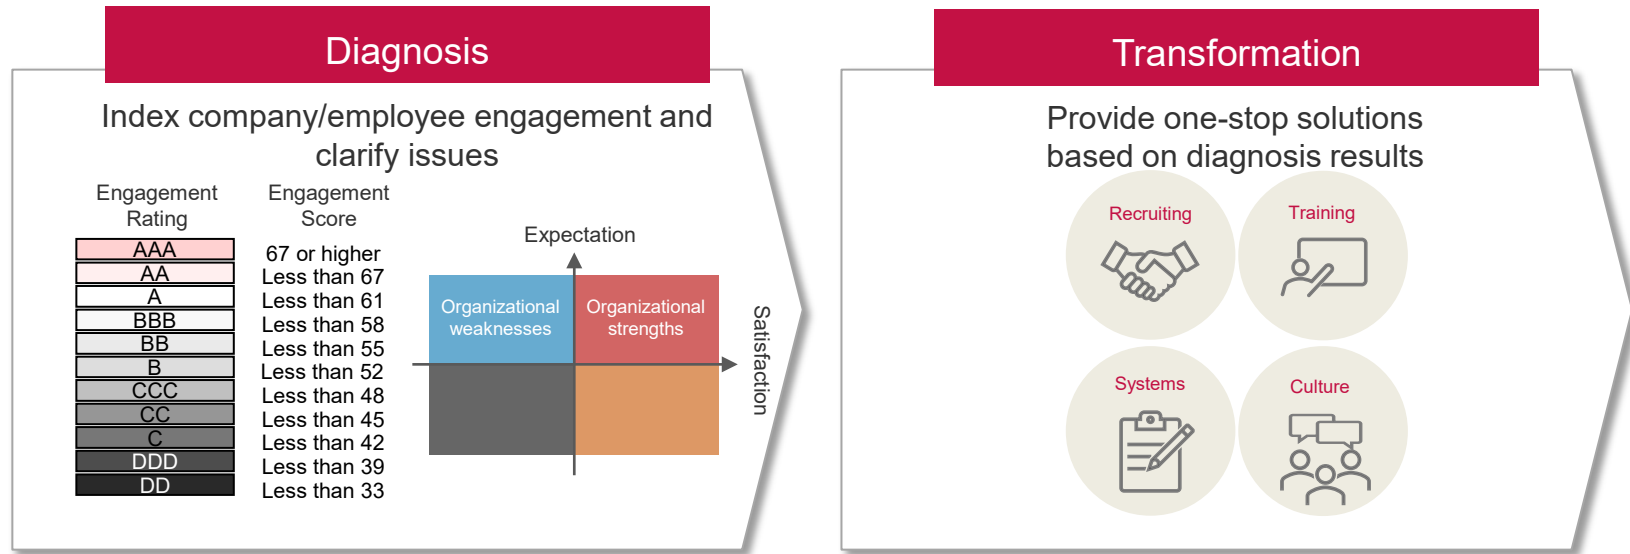 Diagnosis
Index company/employee engagement and
clarify issues
Engagement
Rating
Engagement
Score
AAA
67 or higher
AA
Less than 67
A
Less than 61
BBB
Less than 58
BB
Less than 55
B
Less than 52
CCC
Less than 48
CC
Less than 45
C
Less than 42
DDD
Less than 39
DD
Less than 33
Expectation
Organizational
weaknesses
Organizational
strengths
Satisfaction
Transformation
Provide one-stop solutions
based on diagnosis results
Recruiting
Training
Systems
Culture